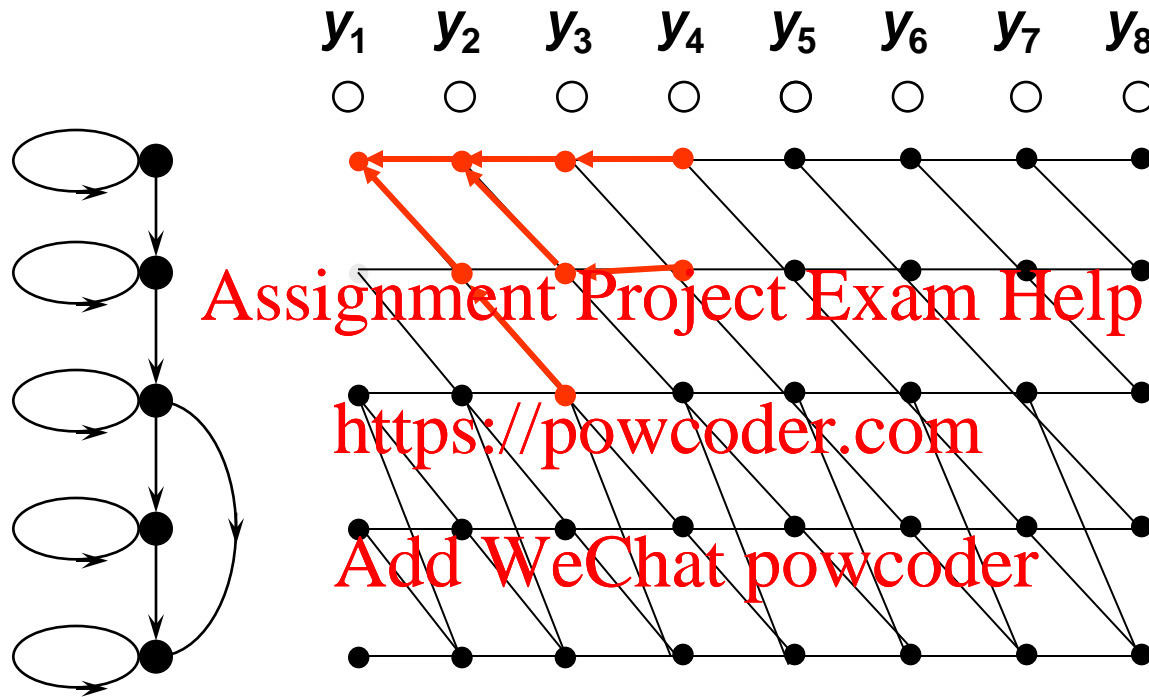 y1 y2 y3 y4 y5 y6 y7 y8
Assignment Project Exam Help
https://powcoder.com
Add WeChat powcoder